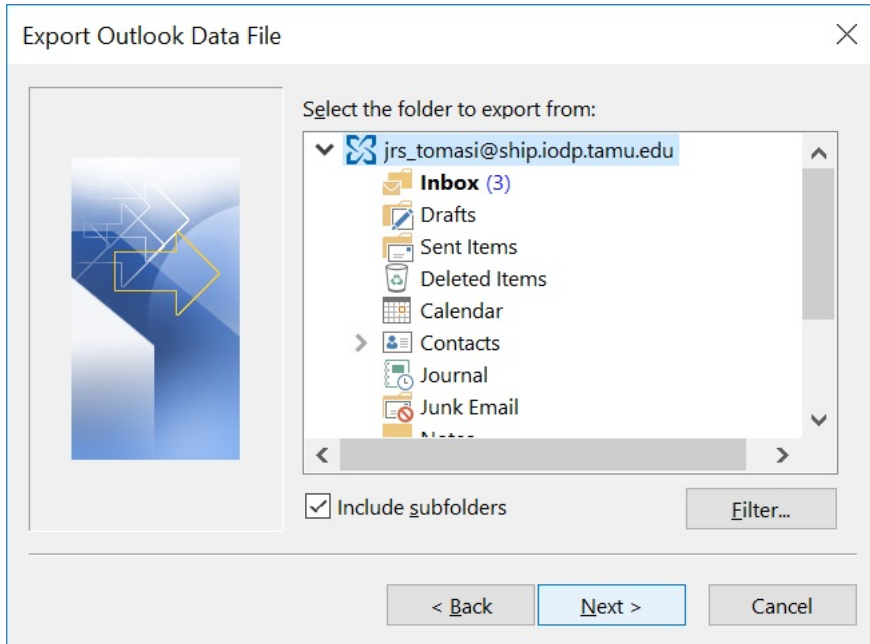 Export Outlook Data File
Select the folder to export from:
jrs_tomasi@ship.iodp.tamu.edu
Inbox (3)
Drafts
Sent Items
Deleted Items
Calendar
Contacts
Journal
Junk Email
Include subfolders
Filter...
< Back
Next >
Cancel